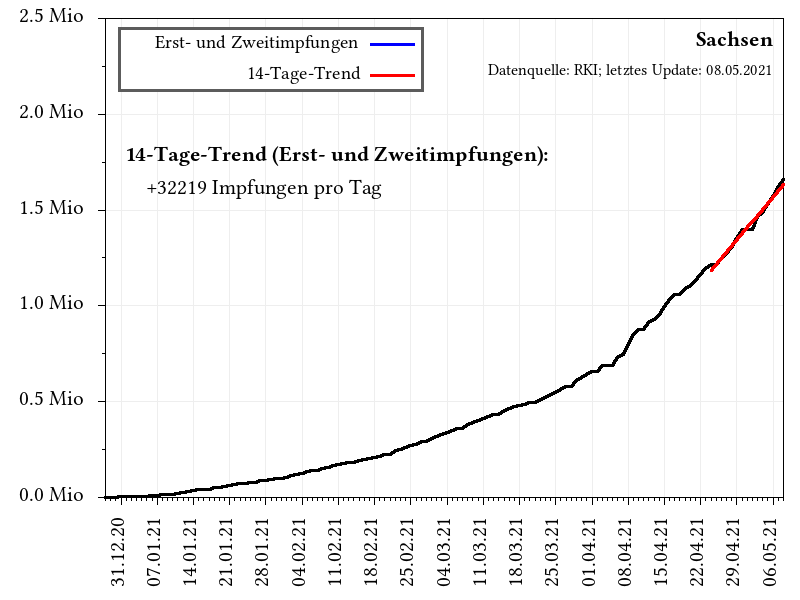 2.5 Mio
Erst- und Zweitimpfungen
14-Tage-Trend
Sachsen
Datenquelle: RKI; letztes Update: 08.05.2021
2.0 Mio
14-Tage-Trend (Erst- und Zweitimpfungen):
+32219 Impfungen pro Tag
1.5 Mio
1.0 Mio
0.5 Mio
0.0 Mio
31.12.20
07.01.21
14.01.21
21.01.21
28.01.21
04.02.21
11.02.21
18.02.21
25.02.21
04.03.21
11.03.21
18.03.21
25.03.21
01.04.21
08.04.21
15.04.21
22.04.21
29.04.21
06.05.21